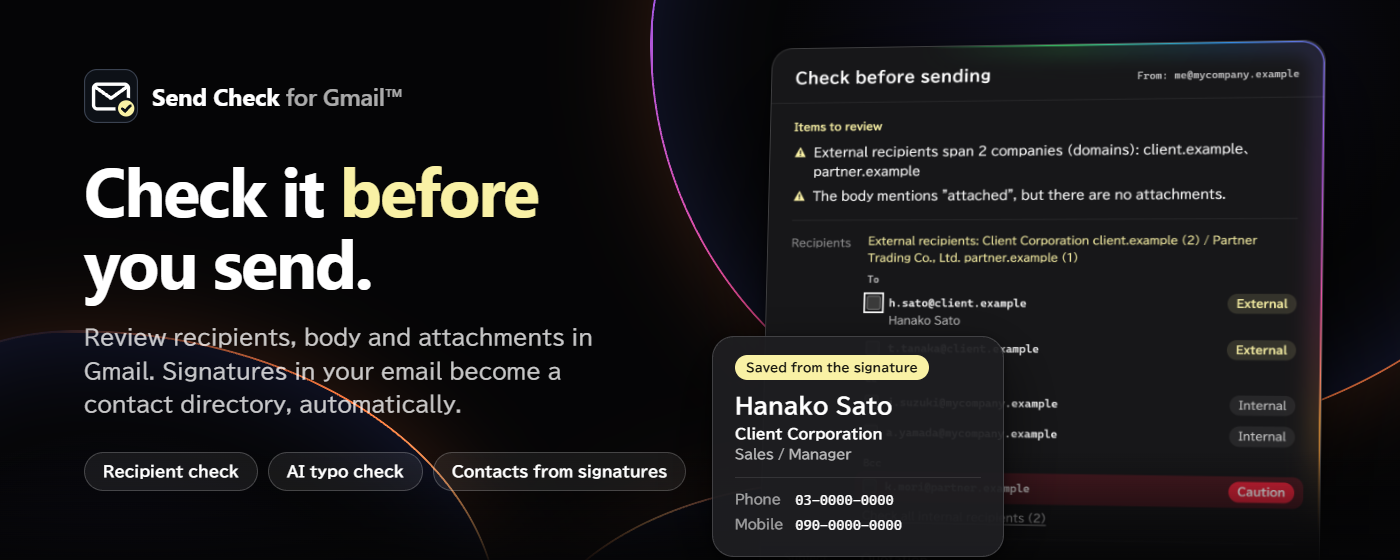 Send Check for Gmail™
Check it before
you send.
Review recipients, body and attachments in
Gmail. Signatures in your email become a
contact directory, automatically.
Recipient check
AI typo check
Contacts from signatures
Check before sending
From: me@mycompany.example
Items to review
External recipients span 2 companies (domains): client.example、
partner.example
The body mentions "attached", but there are no attachments.
Recipients
External recipients: Client Corporation client.example (2) / Partner
Trading Co., Ltd. partner.example (1)
To
h.sato@client.example
External
Hanako Sato
External
Internal
Internal
Caution
Saved from the signature
Hanako Sato
Client Corporation
Sales / Manager
Phone 03-0000-0000
Mobile 090-0000-0000